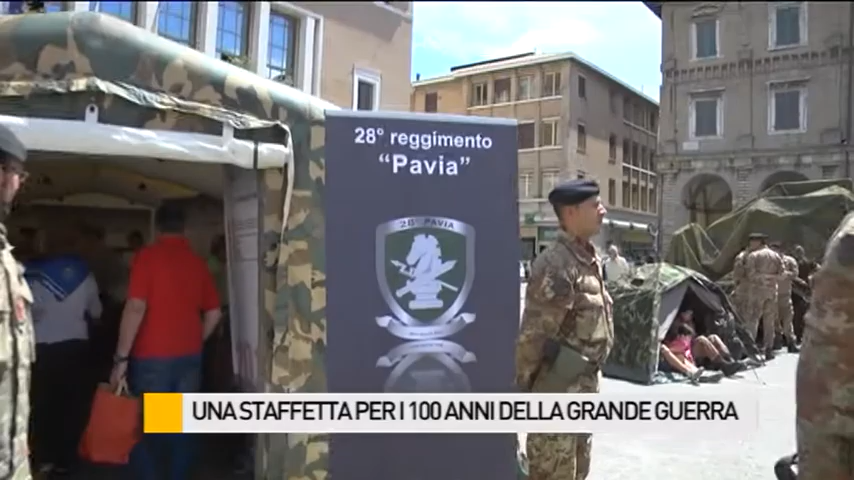 28° reggimento
“Pavia”
28° PAVIA
UNA STAFFETTA PER I 100 ANNI DELLA GRANDE GUERRA